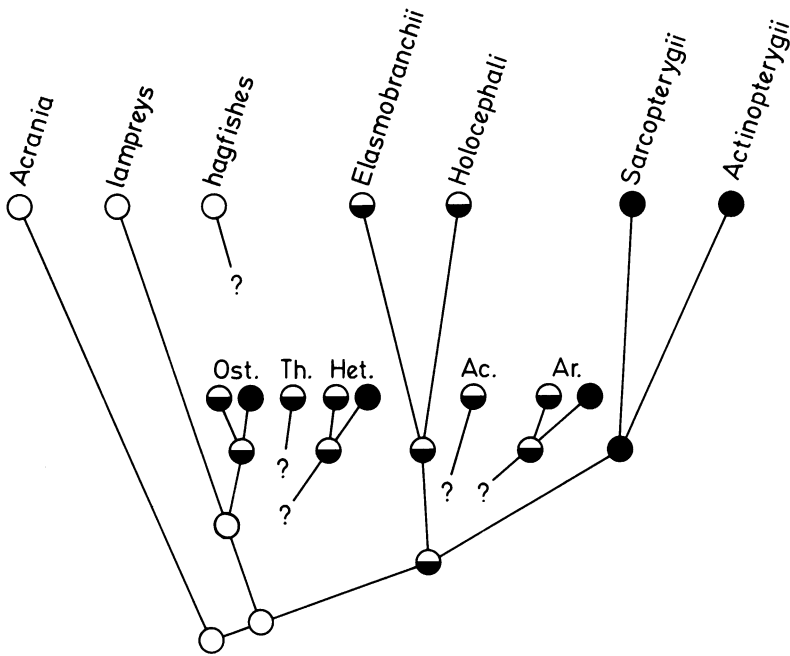 Acrania
lampreys
hagfishes
Elasmobranchii
Holocephali
Sarcopterygii
Actinopterygii
?
Ost.
Th.
Het.
Ac.
Ar.
?
?
?
?